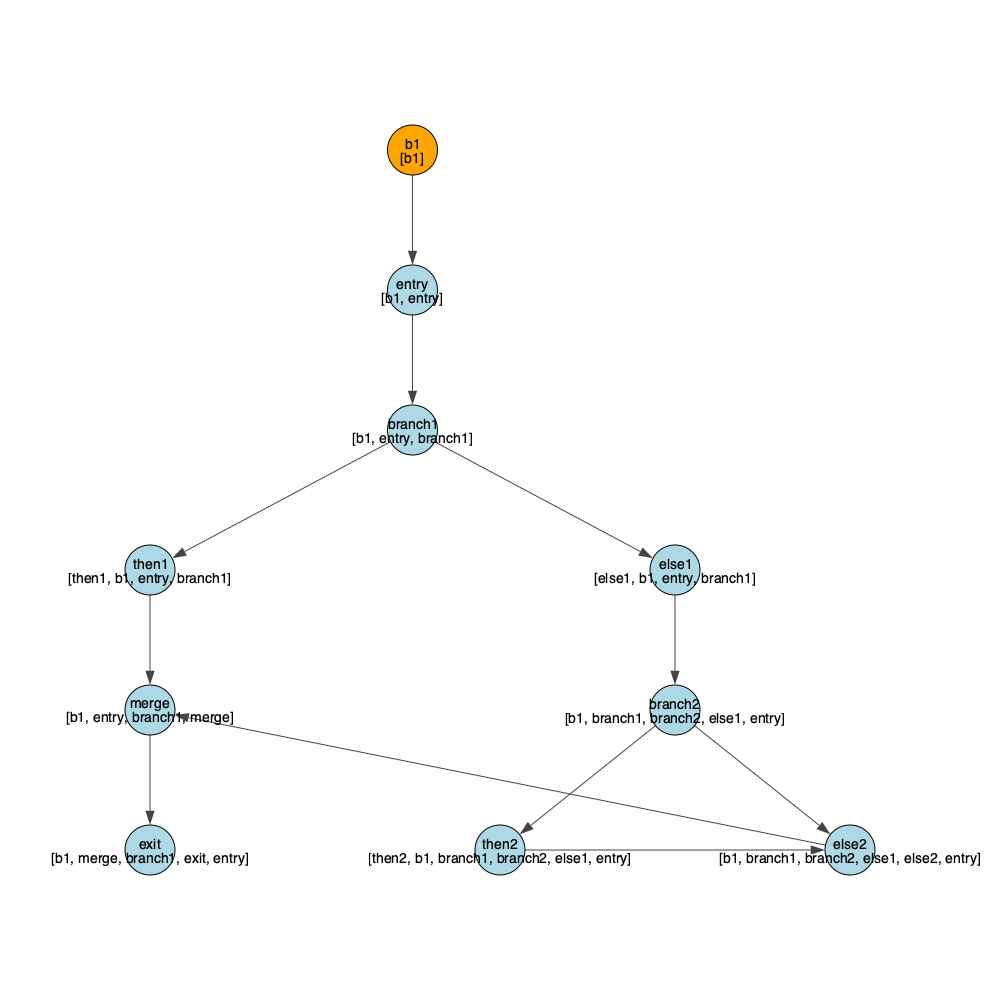 b1
[b1]
entry
[b1, entry]
branch1
[b1, entry, branch1]
then1
[then1, b1, entry, branch1]
else1
[else1, b1, entry, branch1]
merge
[b1, entry, branch1, merge]
branch2
[b1, branch1, branch2, else1, entry]
exit
[b1, merge, branch1, exit, entry]
then2
[then2, b1, branch1, branch2, else1, entry]
else2
[b1, branch1, branch2, else1, else2, entry]